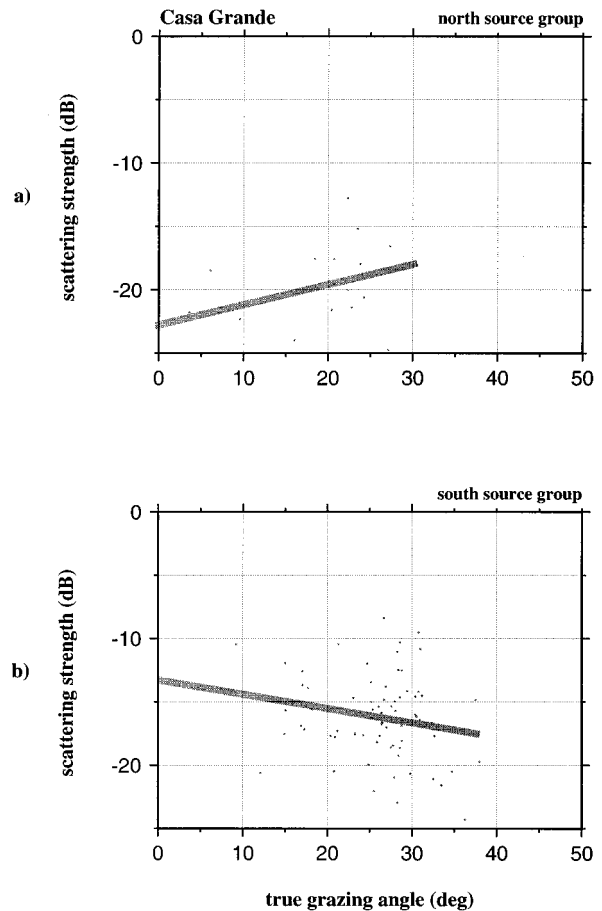 Casa Grande north source group
0
-10
-20
scattering strength (dB)
a)
0 10 20 30 40 50
south source group
0
-10
-20
scattering strength (dB)
b)
0 10 20 30 40 50
true grazing angle (deg)